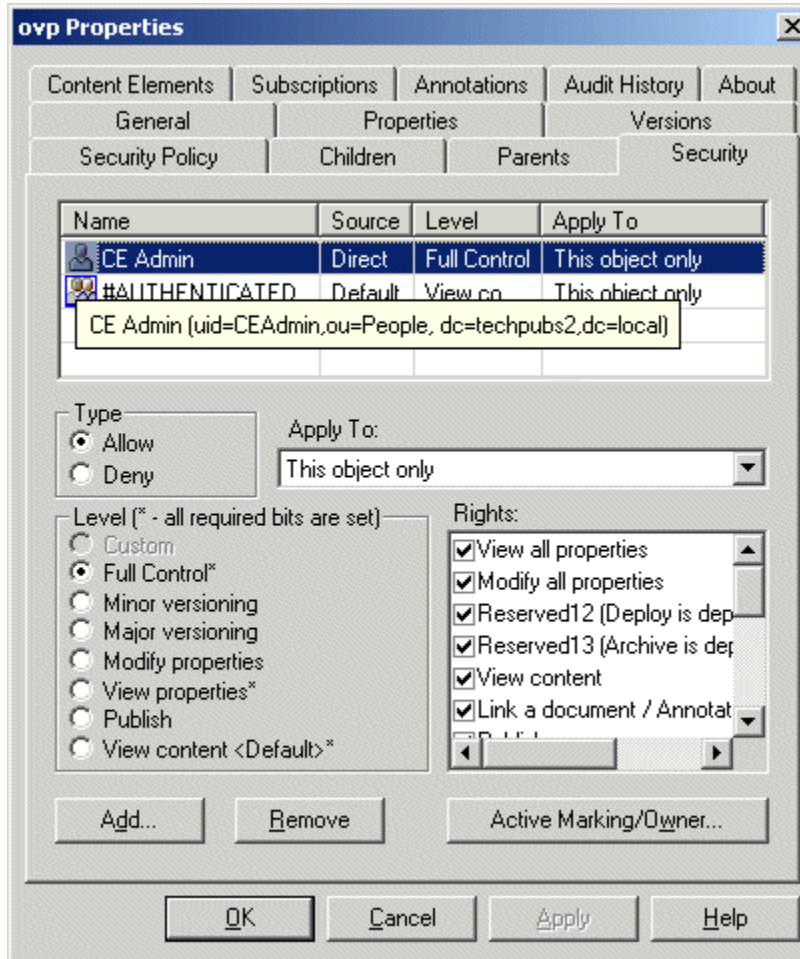 ovp Properties
Content Elements Subscriptions Annotations Audit History About
General Properties Versions
Security Policy Children Parents Security
Name Source Level Apply To
CE Admin Direct Full Control This object only
#AUTHENTICATED Default View co This object only
CE Admin (uid=CEAdmin,ou=People, dc=techpubs2,dc=local)
Type
Allow
Deny
Apply To:
This object only
Level (* - all required bits are set)
Custom
Full Control*
Minor versioning
Major versioning
Modify properties
View properties*
Publish
View content <Default>*
Rights:
View all properties
Modify all properties
Reserved12 (Deploy is dep
Reserved13 (Archive is dep
View content
Link a document / Annotat
Add... Remove Active Marking/Owner...
OK Cancel Apply Help